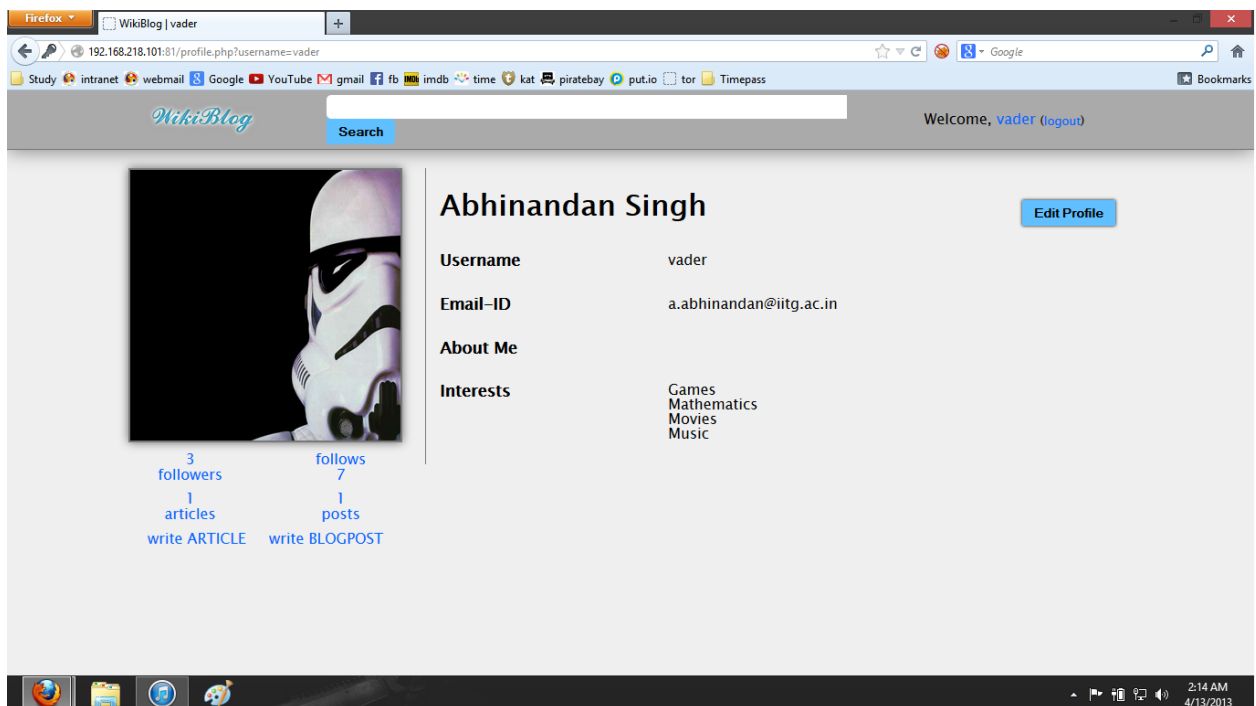 Firefox
WikiBlog | vader
192.168.218.101:81/profile.php?username=vader
Google
Study intranet webmail Google YouTube gmail fb imdb time kat piratebay put.io tor Timepass Bookmarks
WikiBlog
Search
Welcome, vader (logout)
Abhinandan Singh
Edit Profile
Username vader
Email-ID a.abhinandan@iitg.ac.in
About Me
Interests Games
Mathematics
Movies
Music
3 follows
followers 7
1 1
articles posts
write ARTICLE write BLOGPOST
2:14 AM
4/13/2013